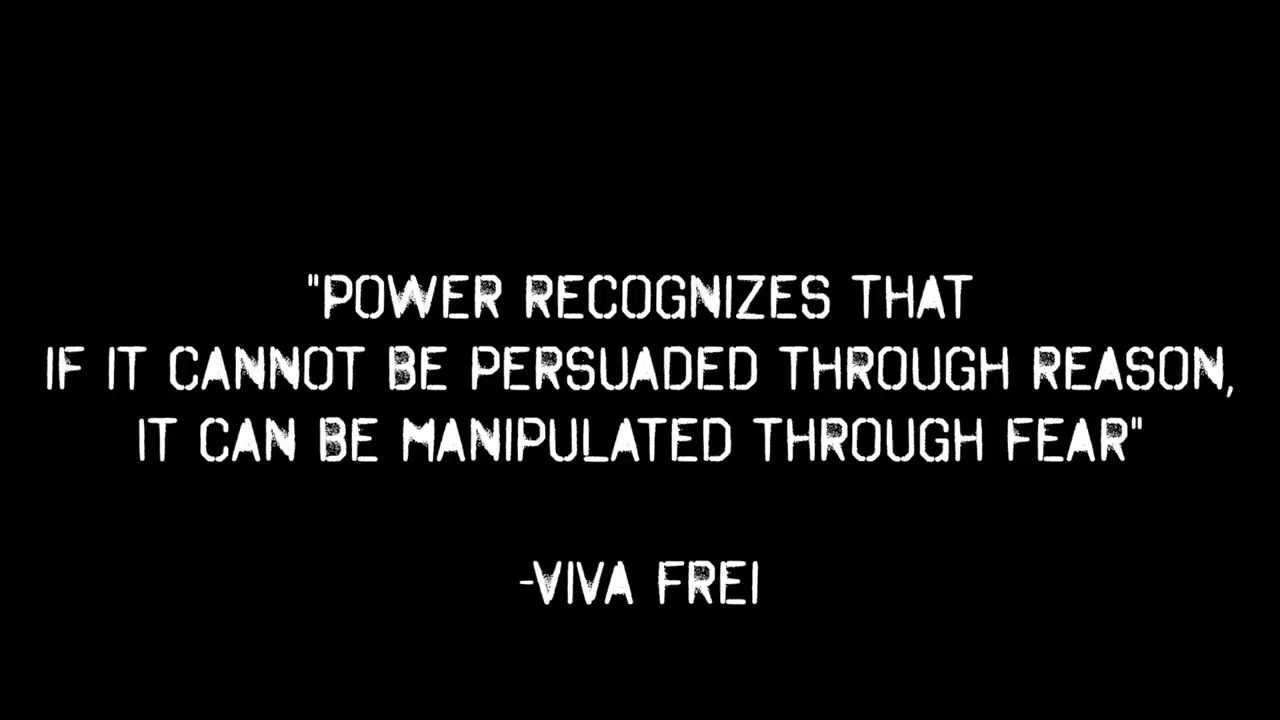 "POWER RECOGNIZES THAT
IF IT CANNOT BE PERSUADED THROUGH REASON,
IT CAN BE MANIPULATED THROUGH FEAR"
-VIVA FREI